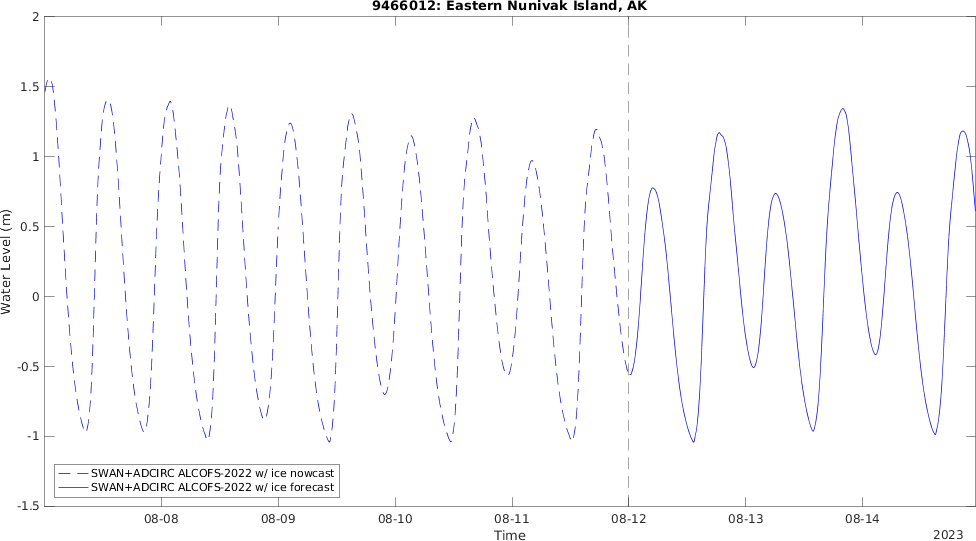 9466012: Eastern Nunivak Island, AK
Water Level (m)
2
1.5
1
0.5
0
-0.5
-1
-1.5
SWAN+ADCIRC ALCOFS-2022 w/ ice nowcast
SWAN+ADCIRC ALCOFS-2022 w/ ice forecast
08-08 08-09 08-10 08-11 08-12 08-13 08-14
Time
2023